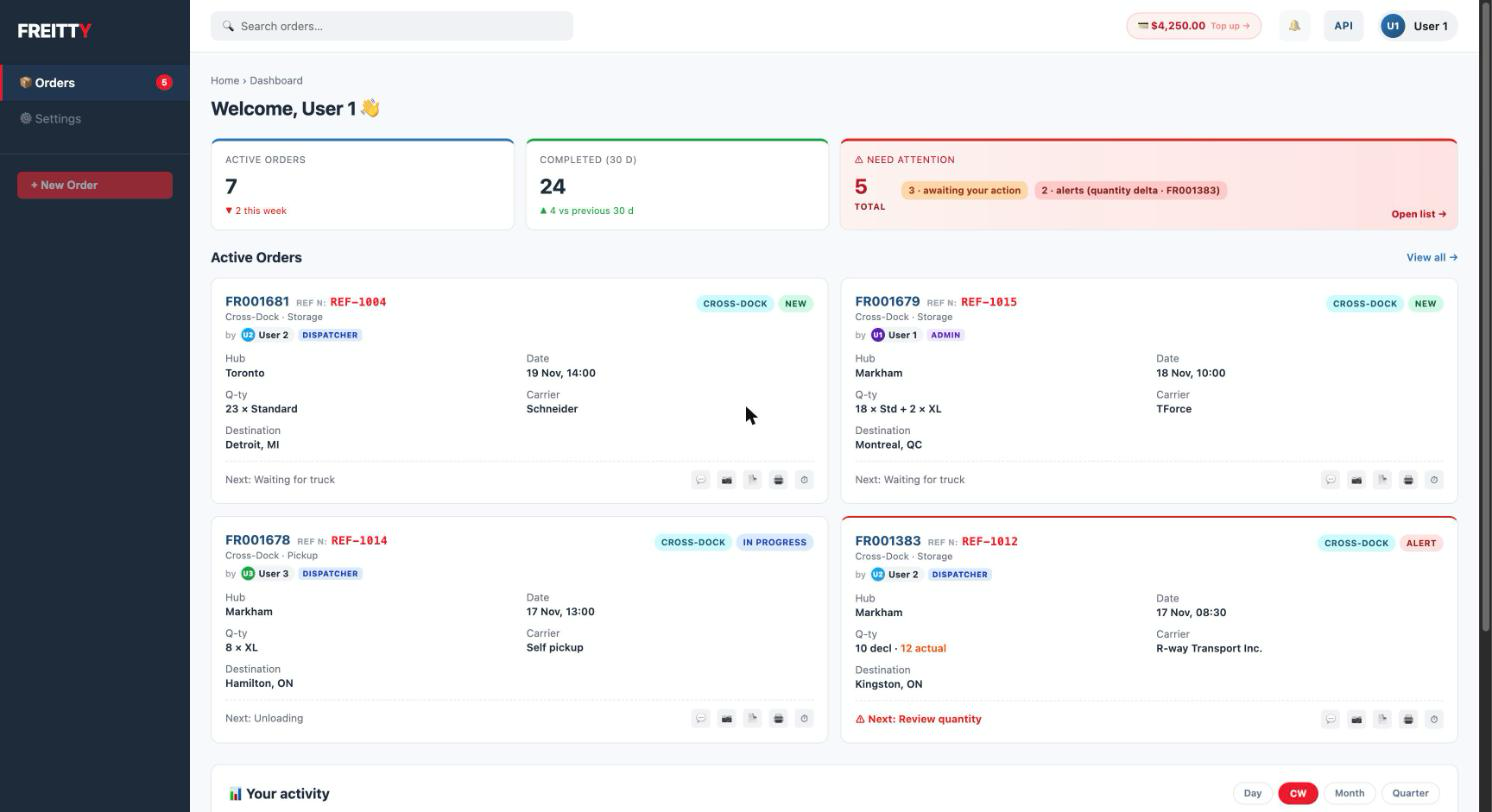 FREITTY
Search orders...
$4,250.00 Top up →
API
U1 User 1
Orders 5
Settings
+ New Order
Home › Dashboard
Welcome, User 1
ACTIVE ORDERS
7
▼ 2 this week
COMPLETED (30 D)
24
▲ 4 vs previous 30 d
⚠ NEED ATTENTION
5
TOTAL
3 · awaiting your action
2 · alerts (quantity delta · FR001383)
Open list →
Active Orders
View all →
FR001681 REF N: REF-1004
CROSS-DOCK NEW
Cross-Dock · Storage
by U2 User 2 DISPATCHER
Hub
Toronto
Date
19 Nov, 14:00
Q-ty
23 × Standard
Carrier
Schneider
Destination
Detroit, MI
Next: Waiting for truck
FR001679 REF N: REF-1015
CROSS-DOCK NEW
Cross-Dock · Storage
by U1 User 1 ADMIN
Hub
Markham
Date
18 Nov, 10:00
Q-ty
18 × Std + 2 × XL
Carrier
TForce
Destination
Montreal, QC
Next: Waiting for truck
FR001678 REF N: REF-1014
CROSS-DOCK IN PROGRESS
Cross-Dock · Pickup
by U3 User 3 DISPATCHER
Hub
Markham
Date
17 Nov, 13:00
Q-ty
8 × XL
Carrier
Self pickup
Destination
Hamilton, ON
Next: Unloading
FR001383 REF N: REF-1012
CROSS-DOCK ALERT
Cross-Dock · Storage
by U2 User 2 DISPATCHER
Hub
Markham
Date
17 Nov, 08:30
Q-ty
10 decl · 12 actual
Carrier
R-way Transport Inc.
Destination
Kingston, ON
⚠ Next: Review quantity
Your activity
Day CW Month Quarter